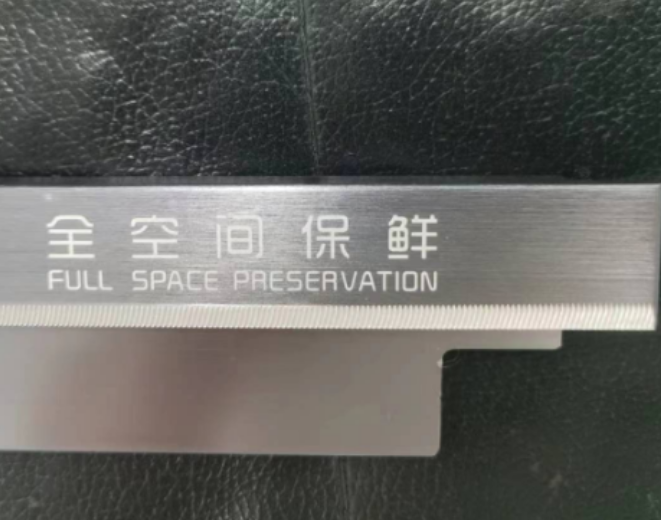 全空间保鲜
FULL SPACE PRESERVATION